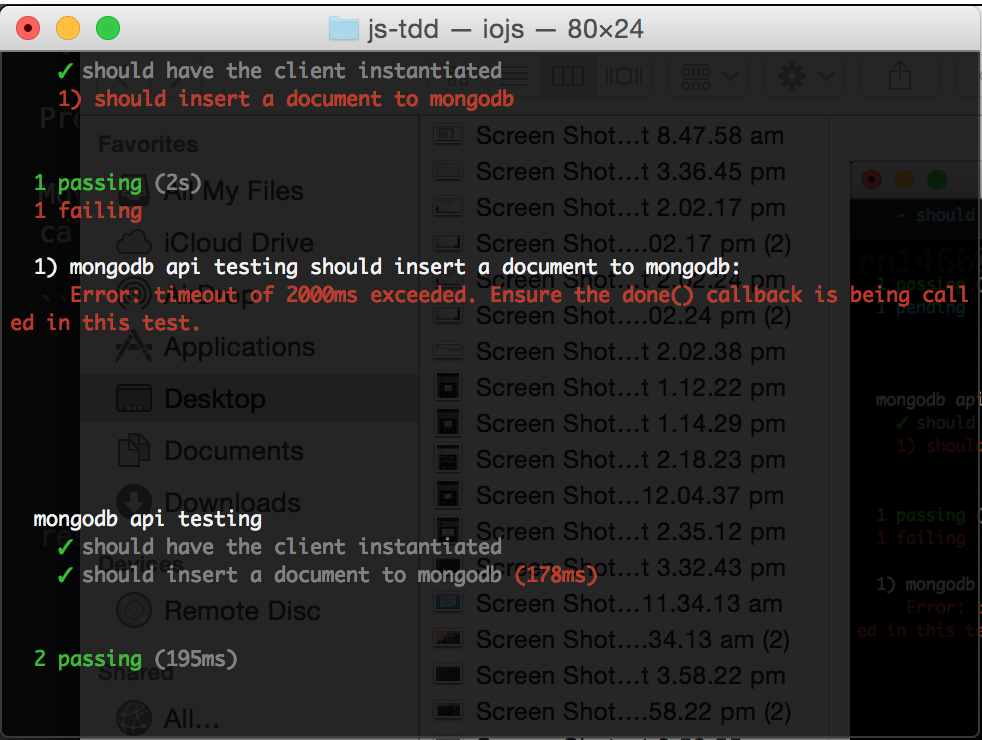 js-tdd — iojs — 80×24
✓ should have the client instantiated
1) should insert a document to mongodb
1 passing (2s)
1 failing
1) mongodb api testing should insert a document to mongodb:
Error: timeout of 2000ms exceeded. Ensure the done() callback is being call
ed in this test.
mongodb api testing
✓ should have the client instantiated
✓ should insert a document to mongodb (178ms)
2 passing (195ms)
Favorites
All My Files
iCloud Drive
Applications
Desktop
Documents
Downloads
Devices
Remote Disc
Shared
All...
Screen Shot...t 8.47.58 am
Screen Shot...t 3.36.45 pm
Screen Shot...t 2.02.17 pm
Screen Shot....02.17 pm (2)
Screen Shot...t 2.02.24 pm
Screen Shot....02.24 pm (2)
Screen Shot...t 2.02.38 pm
Screen Shot...t 1.12.22 pm
Screen Shot...t 1.14.29 pm
Screen Shot...t 2.18.23 pm
Screen Shot...12.04.37 pm
Screen Shot...t 2.35.12 pm
Screen Shot...t 3.32.43 pm
Screen Shot...11.34.13 am
Screen Shot....34.13 am (2)
Screen Shot...t 3.58.22 pm
Screen Shot....58.22 pm (2)
- should
1 passing
1 pending
mongodb api
✓ should
1) should
1 passing
1 failing
1) mongodb
Error:
ed in this te